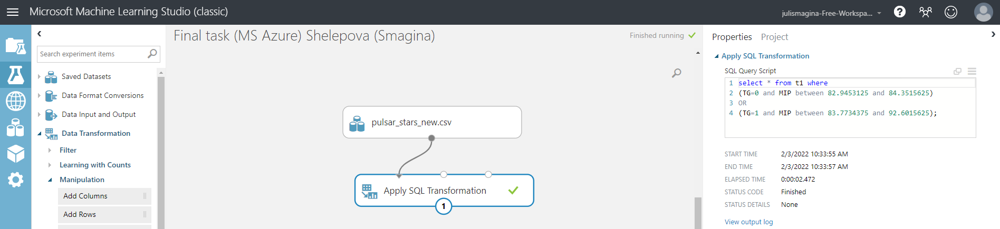 Microsoft Machine Learning Studio (classic)
julismagina-Free-Workspa...
?
Search experiment items
Saved Datasets
Data Format Conversions
Data Input and Output
Data Transformation
Filter
Learning with Counts
Manipulation
Add Columns
Add Rows
Final task (MS Azure) Shelepova (Smagina)
Finished running
pulsar_stars_new.csv
Apply SQL Transformation
1
Properties Project
Apply SQL Transformation
SQL Query Script
1 select * from t1 where
2 (TG=0 and MIP between 82.9453125 and 84.3515625)
3 OR
4 (TG=1 and MIP between 83.7734375 and 92.6015625);
START TIME 2/3/2022 10:33:55 AM
END TIME 2/3/2022 10:33:57 AM
ELAPSED TIME 0:00:02.472
STATUS CODE Finished
STATUS DETAILS None
View output log